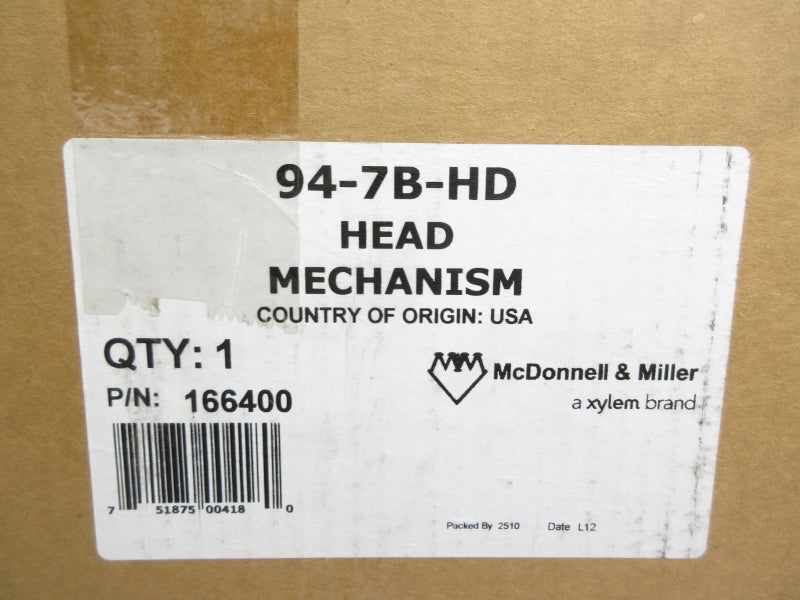 94-7B-HD
HEAD
MECHANISM
COUNTRY OF ORIGIN: USA
QTY: 1
P/N: 166400
McDonnell & Miller
a xylem brand
7 51875 00418 0
Packed By 2510 Date L12